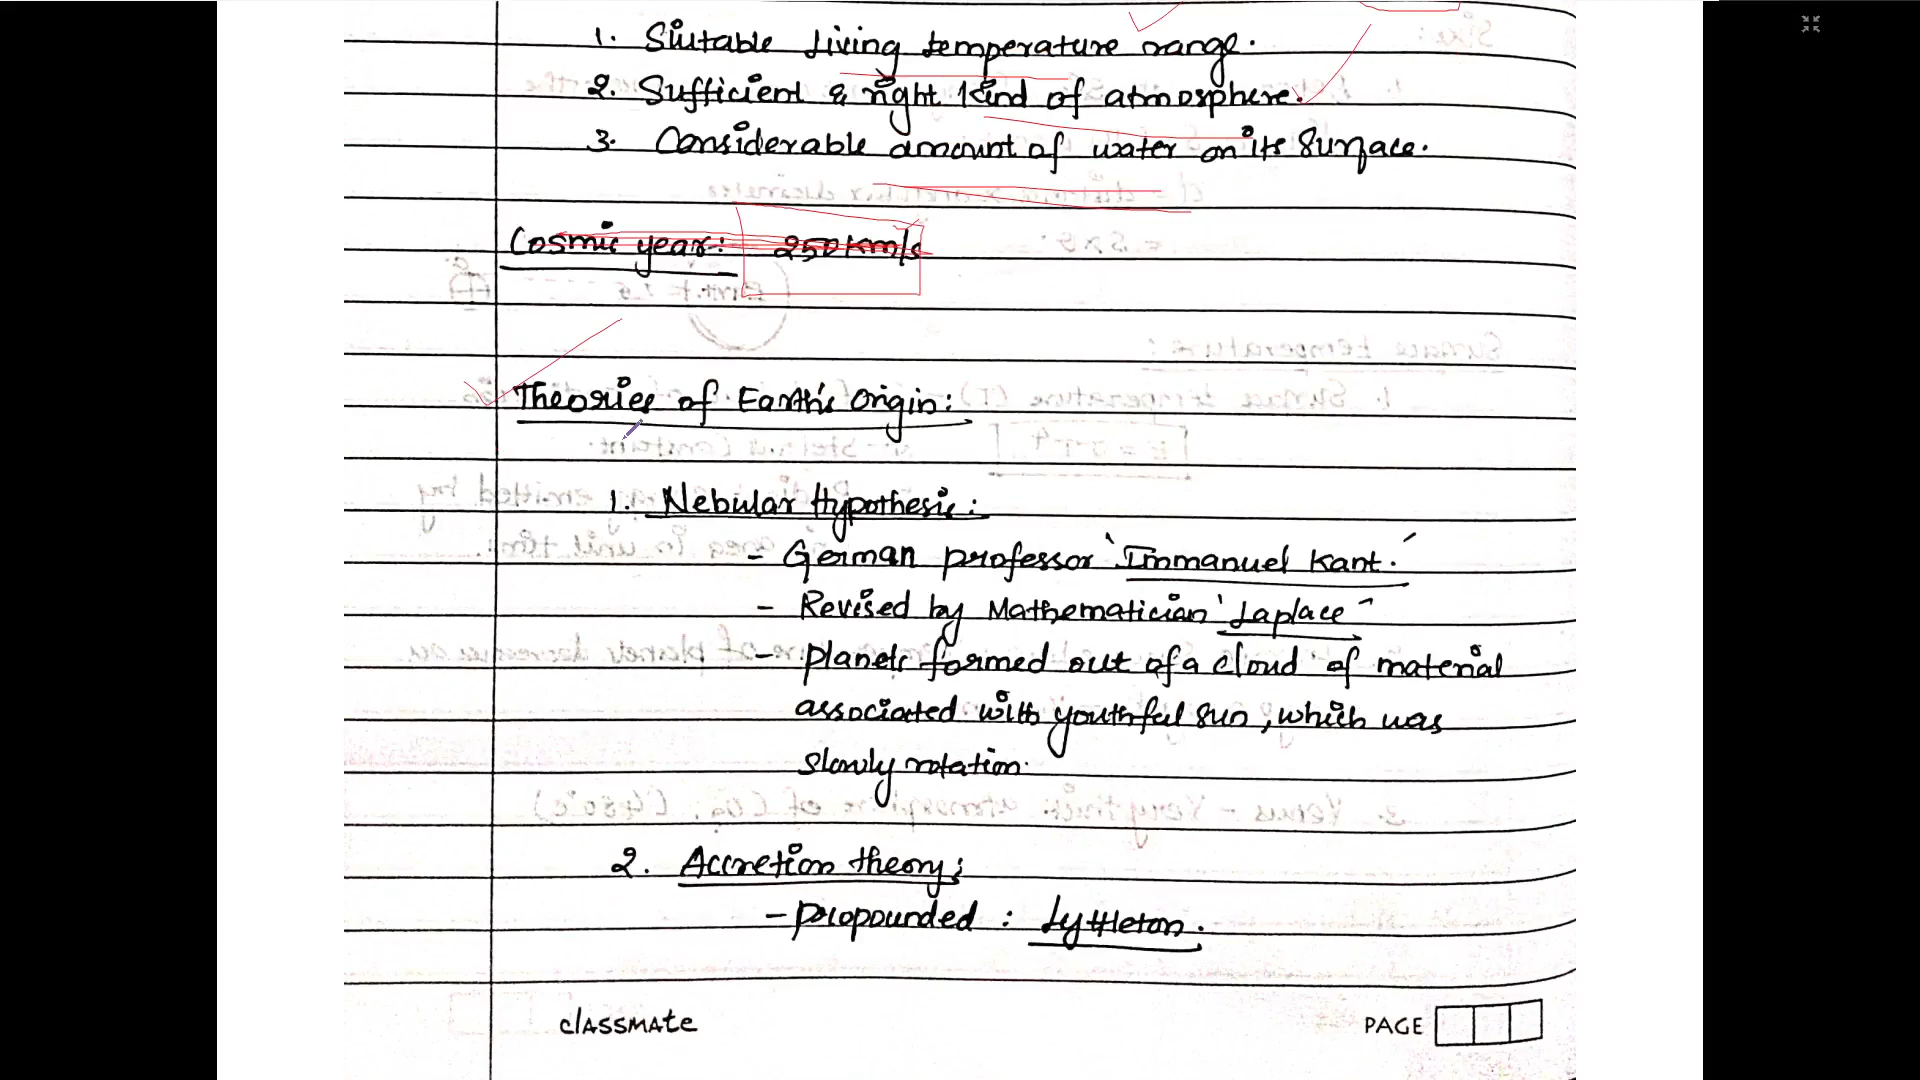 1. Suitable living temperature range.
2. Sufficient & right kind of atmosphere.
3. Considerable amount of water on its surface.
Cosmic year: 250 km/s
Theories of Earth's Origin:
1. Nebular Hypothesis:
- German professor 'Immanuel Kant.'
- Revised by Mathematician 'Laplace'
- planets formed out of a cloud of material
associated with youthful sun, which was
slowly rotation.
2. Accretion theory:
- propounded : Lyttleton.
classmate
PAGE